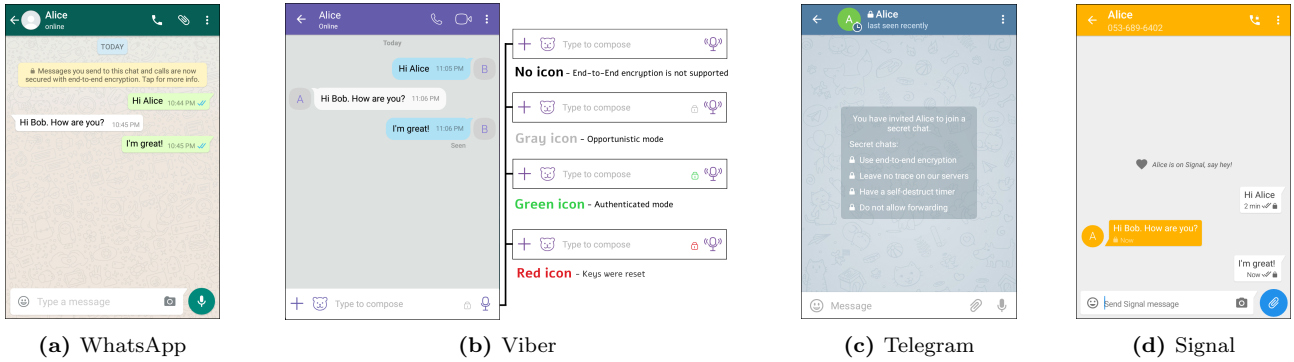 Alice
online
TODAY
Messages you send to this chat and calls are now
secured with end-to-end encryption. Tap for more info.
Hi Alice 10:44 PM
Hi Bob. How are you? 10:45 PM
I'm great! 10:45 PM
Type a message
(a) WhatsApp
Alice
Online
Today
Hi Alice 11:05 PM B
A Hi Bob. How are you? 11:06 PM
I'm great! 11:06 PM B
Seen
Type to compose
Type to compose
No icon - End-to-End encryption is not supported
Type to compose
Gray icon - Opportunistic mode
Type to compose
Green icon - Authenticated mode
Type to compose
Red icon - Keys were reset
(b) Viber
A Alice
last seen recently
You have invited Alice to join a
secret chat.
Secret chats:
Use end-to-end encryption
Leave no trace on our servers
Have a self-destruct timer
Do not allow forwarding
Message
(c) Telegram
Alice
053-689-6402
Alice is on Signal, say hey!
Hi Alice
2 min
A Hi Bob. How are you?
Now
I'm great!
Now
Send Signal message
(d) Signal